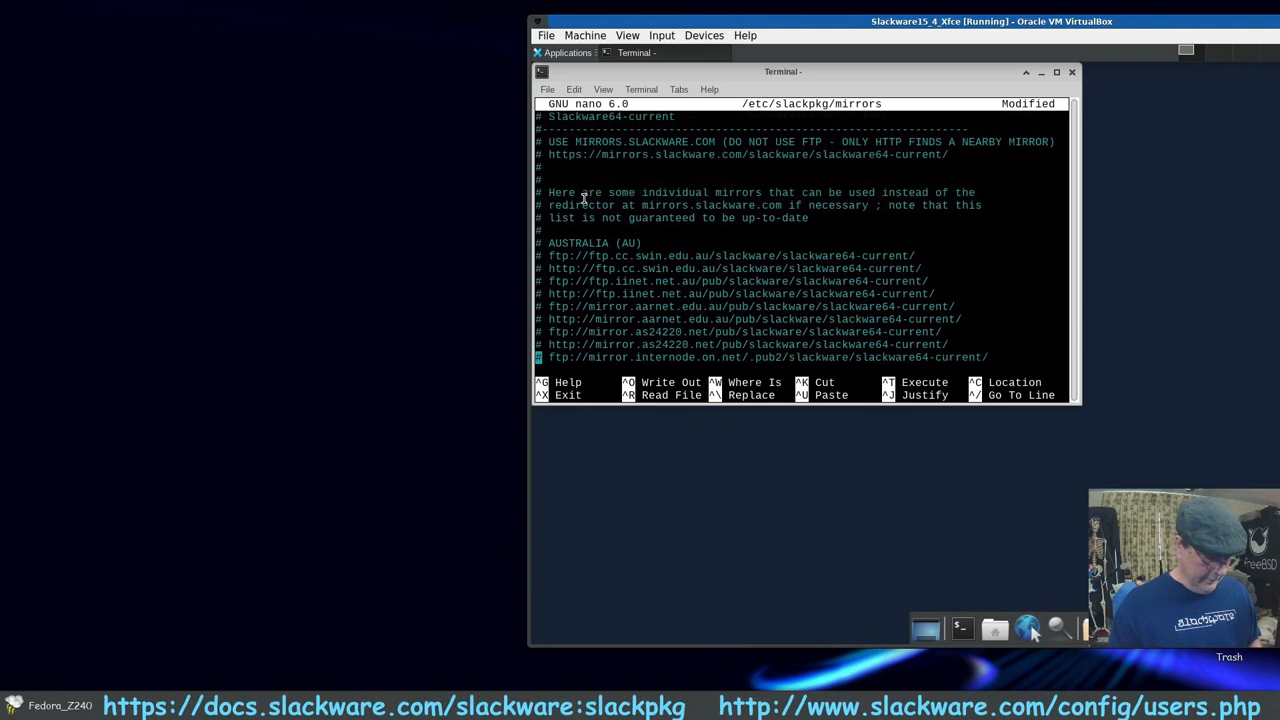 Slackware15_4_Xfce [Running] - Oracle VM VirtualBox
File Machine View Input Devices Help
Applications Terminal -
Terminal -
File Edit View Terminal Tabs Help
GNU nano 6.0 /etc/slackpkg/mirrors Modified
# Slackware64-current
#----------------------------------------------------------------
# USE MIRRORS.SLACKWARE.COM (DO NOT USE FTP - ONLY HTTP FINDS A NEARBY MIRROR)
# https://mirrors.slackware.com/slackware/slackware64-current/
#
#
# Here are some individual mirrors that can be used instead of the
# redirector at mirrors.slackware.com if necessary ; note that this
# list is not guaranteed to be up-to-date
#
# AUSTRALIA (AU)
# ftp://ftp.cc.swin.edu.au/slackware/slackware64-current/
# http://ftp.cc.swin.edu.au/slackware/slackware64-current/
# ftp://ftp.iinet.net.au/pub/slackware/slackware64-current/
# http://ftp.iinet.net.au/pub/slackware/slackware64-current/
# ftp://mirror.aarnet.edu.au/pub/slackware/slackware64-current/
# http://mirror.aarnet.edu.au/pub/slackware/slackware64-current/
# ftp://mirror.as24220.net/pub/slackware/slackware64-current/
# http://mirror.as24220.net/pub/slackware/slackware64-current/
# ftp://mirror.internode.on.net/.pub2/slackware/slackware64-current/
^G Help ^O Write Out ^W Where Is ^K Cut ^T Execute ^C Location
^X Exit ^R Read File ^\ Replace ^U Paste ^J Justify ^/ Go To Line
freeBSD
slackware
Trash
Fedora_Z240 https://docs.slackware.com/slackware:slackpkg http://www.slackware.com/config/users.php